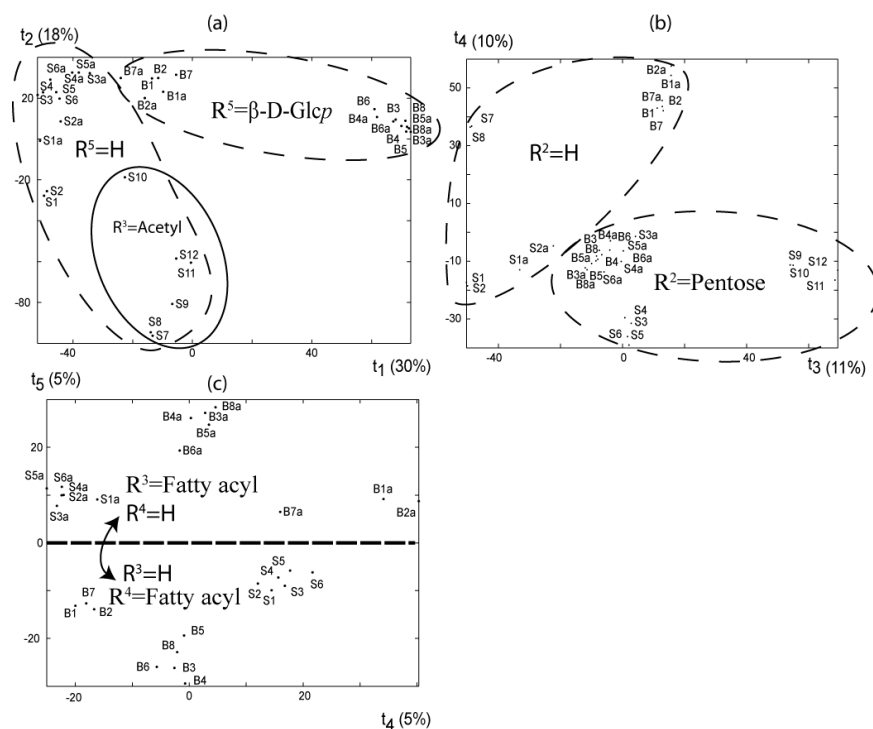 (a)
t2 (18%)
S6a S5a
S4 S4a S3a
S5
S3 S6
S2a
S1a
R⁵=H
S2
S1
B7a B2 B7
B1
B1a
B2a
R⁵=β-D-Glcp
B6 B3 B8
B4a B5a
B6a B8a
B4 B3a
B5
S10
R³=Acetyl
S12
S11
S9
S8
S7
20
-20
-80
-40 0 40
t1 (30%)
(b)
t4 (10%)
B2a
B1a
B7a B2
B1
B7
S7
S8
R²=H
B4a B6 S3a
B3
S2a B8 S5a
B5a B4 B6a
S1a S4a
B3a B5 S6a
B8a
S1
S2
S9 S12
S10
S11
R²=Pentose
S4
S3
S6 S5
50
30
10
-10
-30
-40 0 40
t3 (11%)
(c)
t5 (5%)
B8a
B4a B3a
B5a
B6a
S5a S6a
S4a
S2a S1a
S3a
R³=Fatty acyl
R⁴=H
B7a
B1a
B2a
R³=H
R⁴=Fatty acyl
S5
S4
S2 S1 S3 S6
B7
B1 B2
B5
B8
B6 B3
B4
20
0
-20
-20 0 20
t4 (5%)